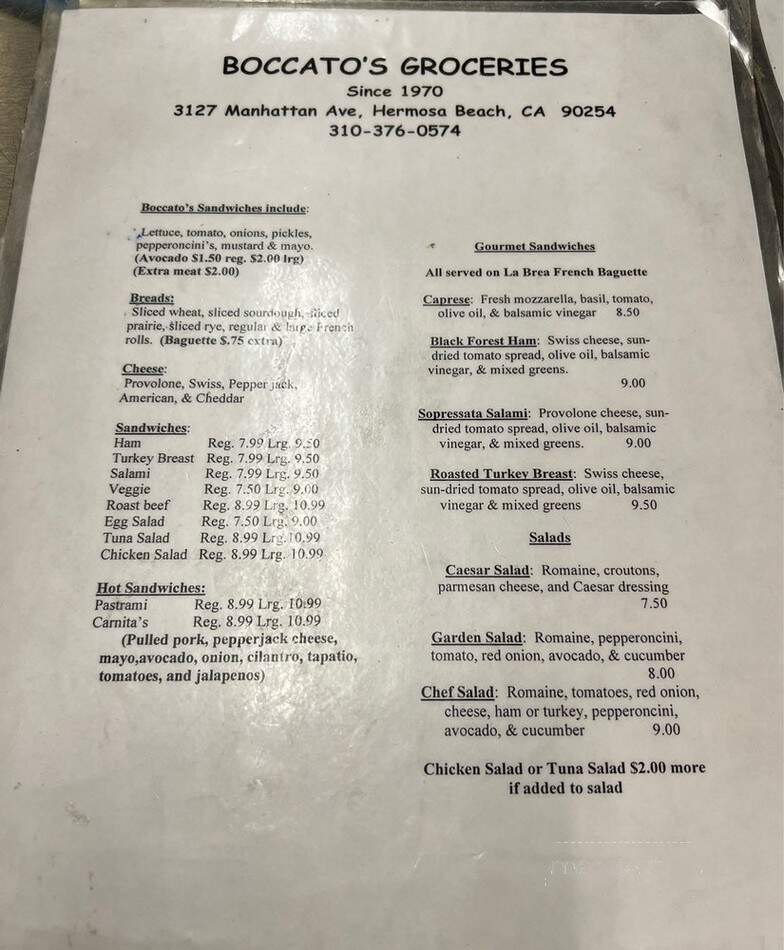 BOCCATO'S GROCERIES
Since 1970
3127 Manhattan Ave, Hermosa Beach, CA 90254
310-376-0574
Boccato's Sandwiches include:
Lettuce, tomato, onions, pickles,
pepperoncini's, mustard & mayo.
(Avocado $1.50 reg. $2.00 lrg)
(Extra meat $2.00)
Breads:
Sliced wheat, sliced sourdough, sliced
prairie, sliced rye, regular & huge French
rolls. (Baguette $.75 extra)
Cheese:
Provolone, Swiss, Pepper jack,
American, & Cheddar
Sandwiches:
Ham Reg. 7.99 Lrg. 9.50
Turkey Breast Reg. 7.99 Lrg. 9.50
Salami Reg. 7.99 Lrg. 9.50
Veggie Reg. 7.50 Lrg. 9.00
Roast beef Reg. 8.99 Lrg. 10.99
Egg Salad Reg. 7.50 Lrg. 9.00
Tuna Salad Reg. 8.99 Lrg. 10.99
Chicken Salad Reg. 8.99 Lrg. 10.99
Hot Sandwiches:
Pastrami Reg. 8.99 Lrg. 10.99
Carnita's Reg. 8.99 Lrg. 10.99
(Pulled pork, pepperjack cheese,
mayo,avocado, onion, cilantro, tapatio,
tomatoes, and jalapenos)
Gourmet Sandwiches
All served on La Brea French Baguette
Caprese: Fresh mozzarella, basil, tomato,
olive oil, & balsamic vinegar 8.50
Black Forest Ham: Swiss cheese, sun-
dried tomato spread, olive oil, balsamic
vinegar, & mixed greens.
9.00
Sopressata Salami: Provolone cheese, sun-
dried tomato spread, olive oil, balsamic
vinegar, & mixed greens. 9.00
Roasted Turkey Breast: Swiss cheese,
sun-dried tomato spread, olive oil, balsamic
vinegar & mixed greens 9.50
Salads
Caesar Salad: Romaine, croutons,
parmesan cheese, and Caesar dressing
7.50
Garden Salad: Romaine, pepperoncini,
tomato, red onion, avocado, & cucumber
8.00
Chef Salad: Romaine, tomatoes, red onion,
cheese, ham or turkey, pepperoncini,
avocado, & cucumber 9.00
Chicken Salad or Tuna Salad $2.00 more
if added to salad